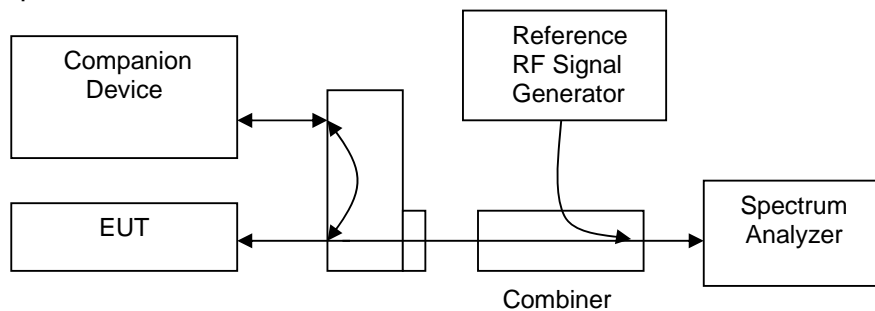 Companion
Device
Reference
RF Signal
Generator
EUT
Spectrum
Analyzer
Combiner